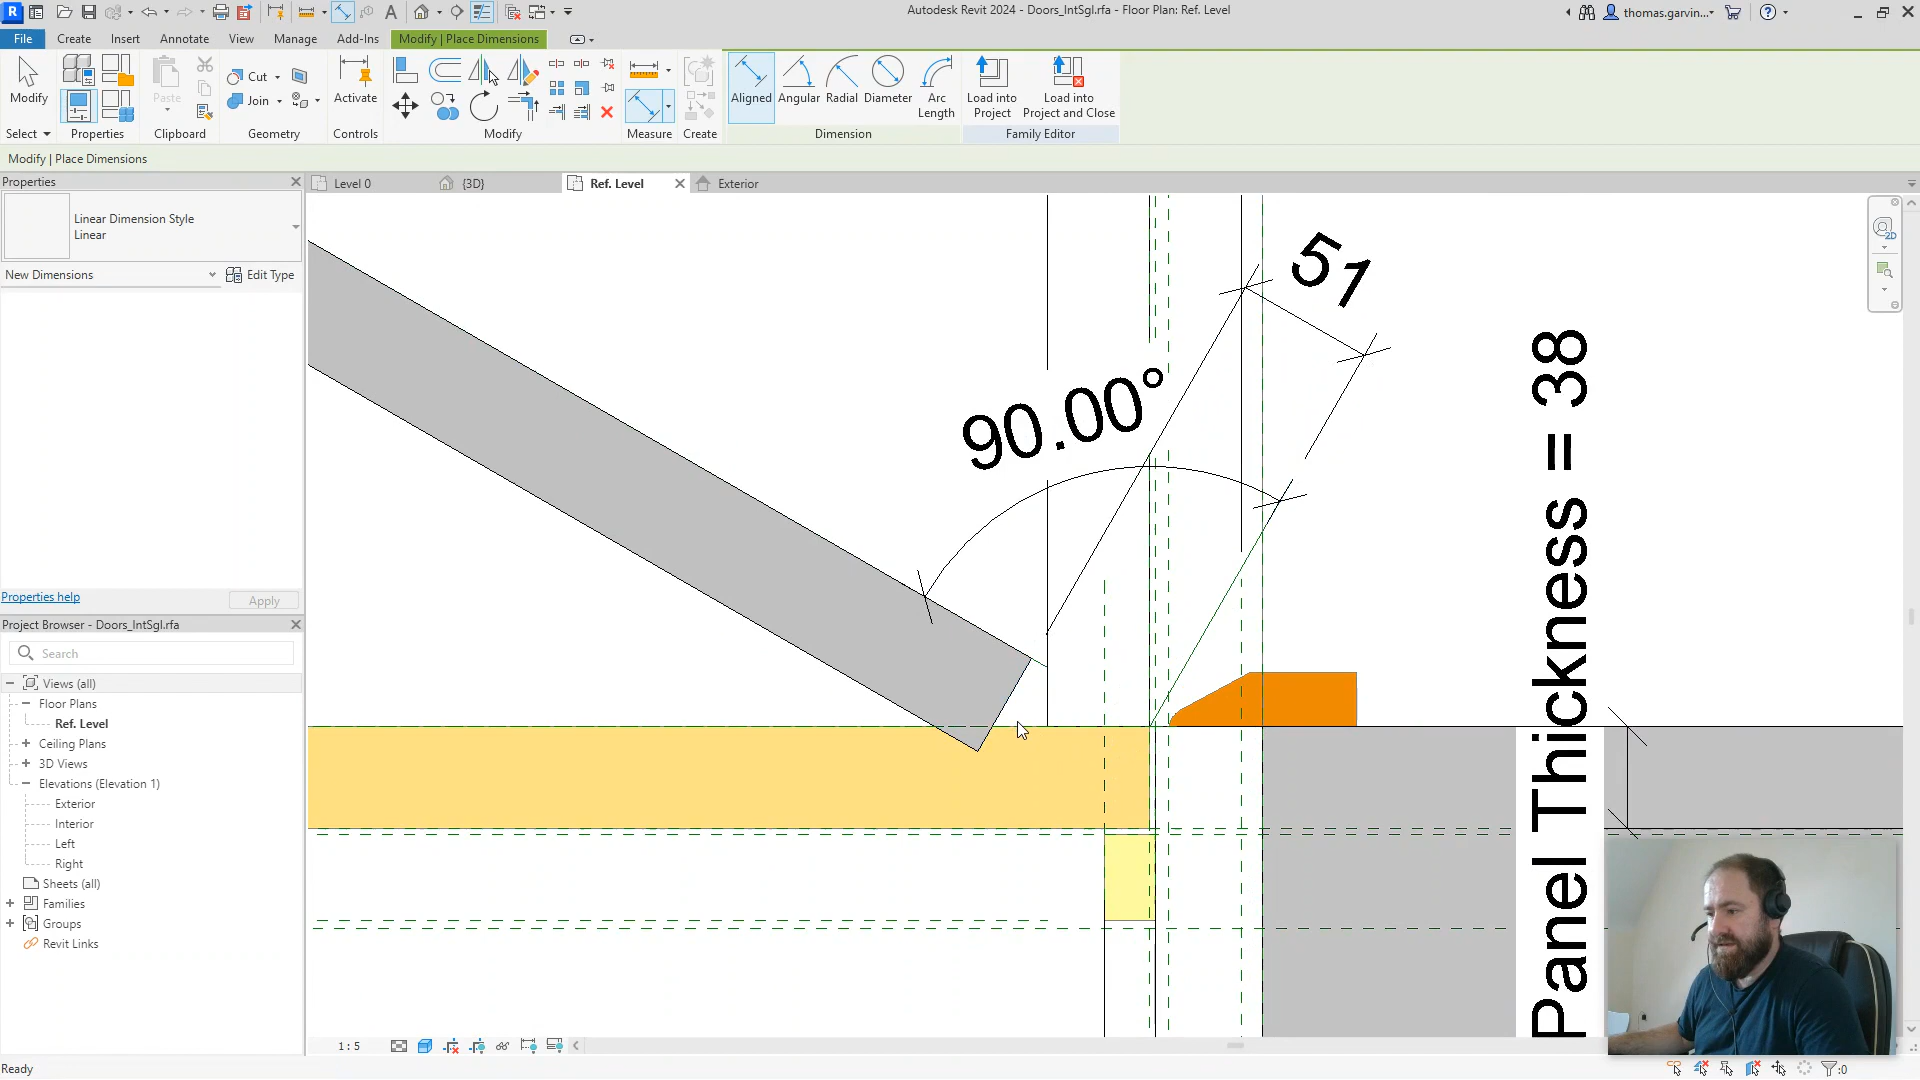 Autodesk Revit 2024 - Doors_IntSgl.rfa - Floor Plan: Ref. Level
thomas.garvin...
File
Create
Insert
Annotate
View
Manage
Add-Ins
Modify | Place Dimensions
Modify
Select
Properties
Paste
Clipboard
Cut
Join
Geometry
Activate
Controls
Modify
Measure
Create
Aligned
Angular
Radial
Diameter
Arc
Length
Dimension
Load into
Project
Load into
Project and Close
Family Editor
Modify | Place Dimensions
Properties
Linear Dimension Style
Linear
New Dimensions
Edit Type
Properties help
Apply
Project Browser - Doors_IntSgl.rfa
Search
Views (all)
Floor Plans
Ref. Level
Ceiling Plans
3D Views
Elevations (Elevation 1)
Exterior
Interior
Left
Right
Sheets (all)
Families
Groups
Revit Links
Level 0
{3D}
Ref. Level
Exterior
51
90.00°
Panel Thickness = 38
2D
1 : 5
Ready
:0